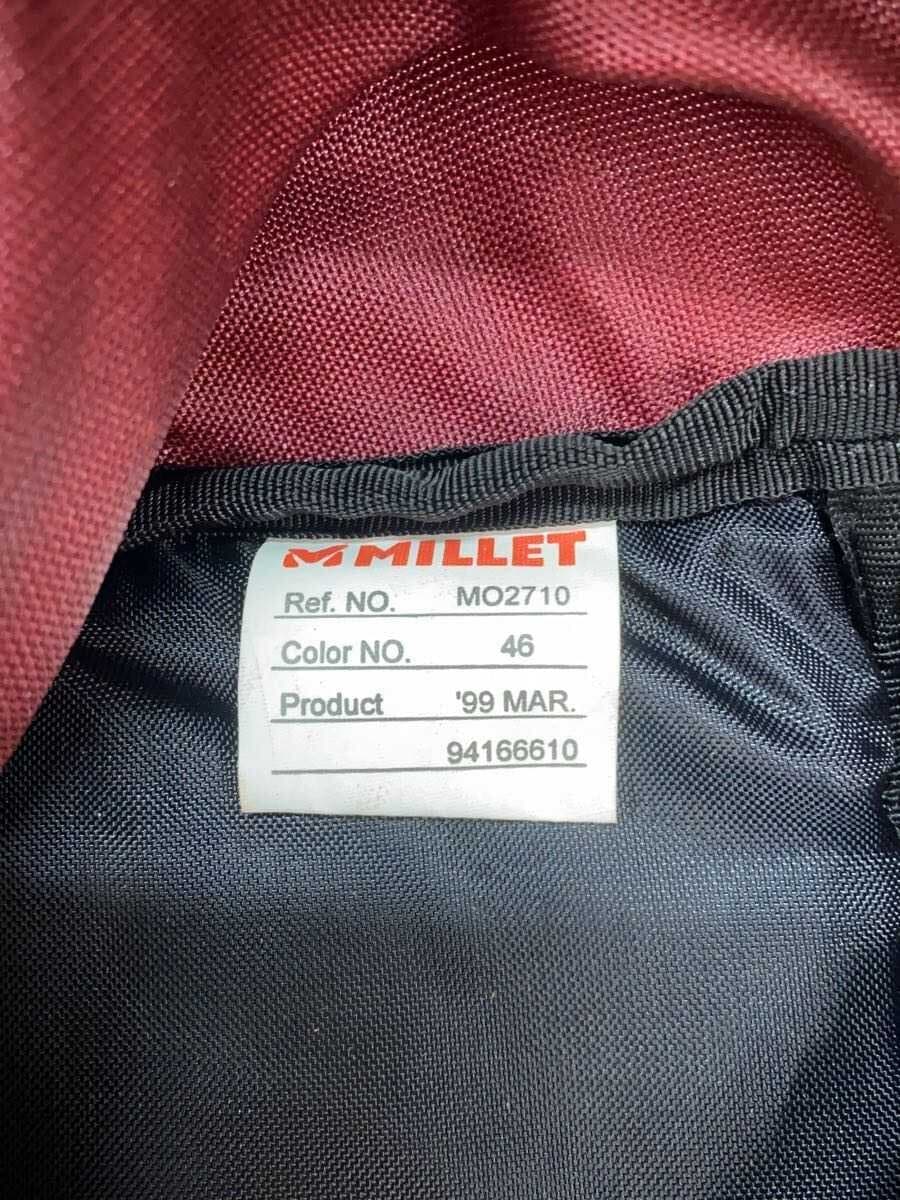 MILLET
Ref. NO. MO2710
Color NO. 46
Product '99 MAR.
94166610